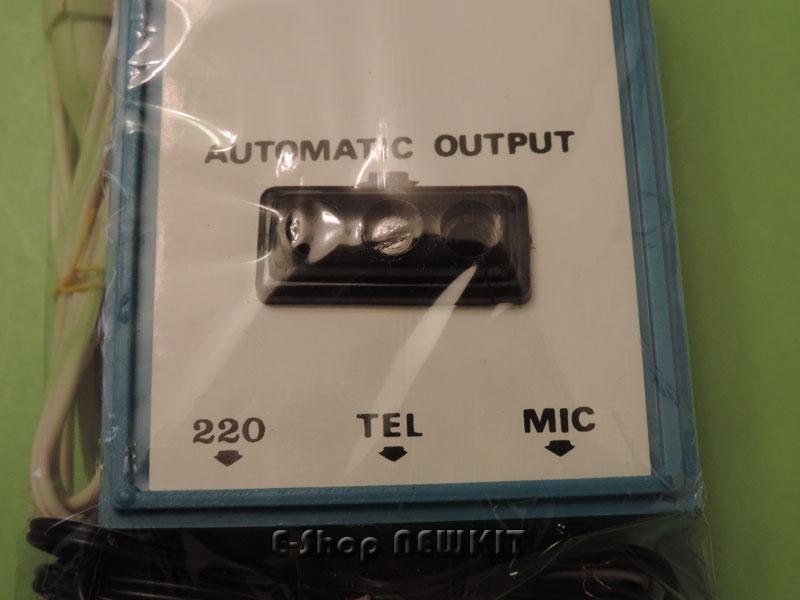 AUTOMATIC OUTPUT
220 TEL MIC
E-Shop NEWKIT